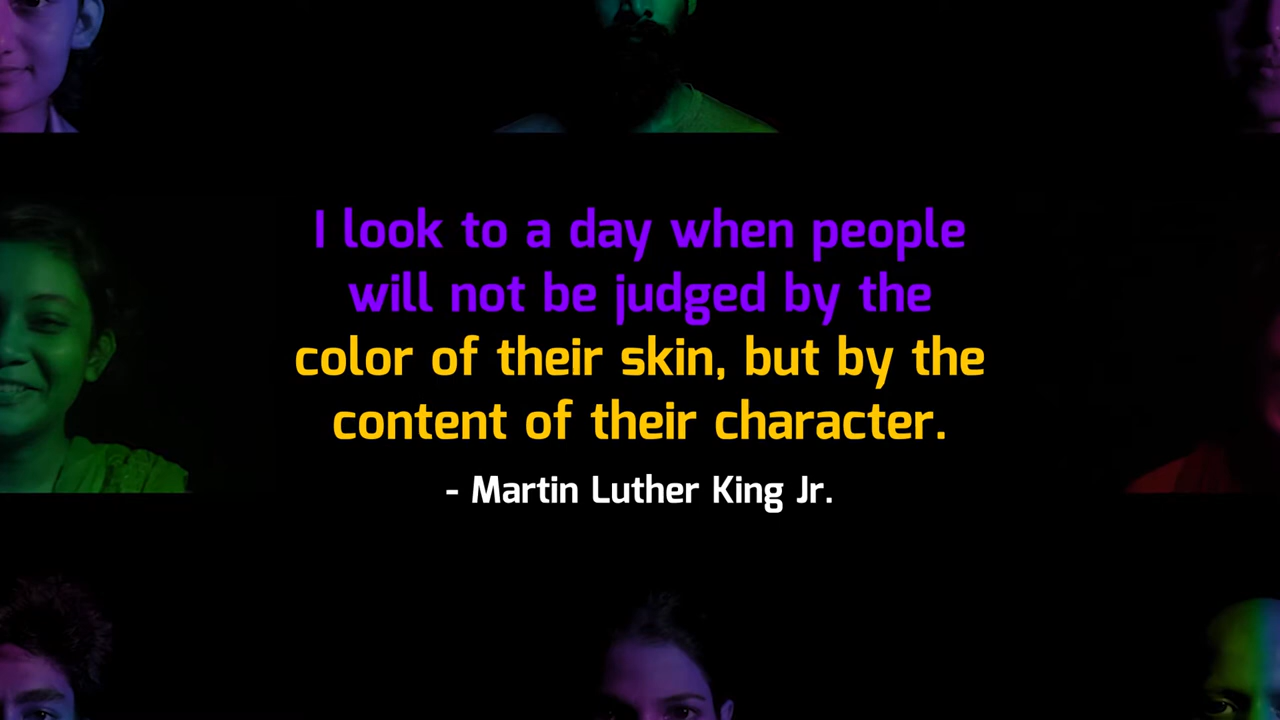 I look to a day when people
will not be judged by the
color of their skin, but by the
content of their character.
- Martin Luther King Jr.